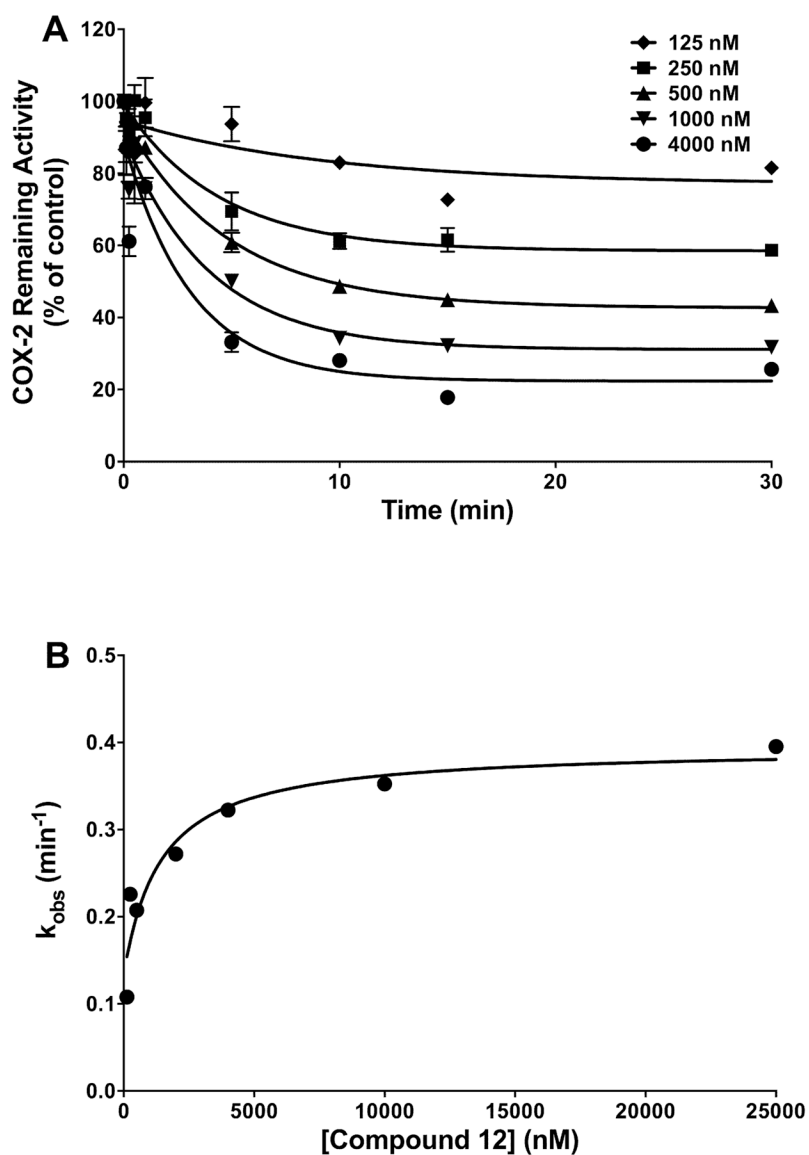 A
120
100
80
60
40
20
0
COX-2 Remaining Activity
(% of control)
125 nM
250 nM
500 nM
1000 nM
4000 nM
0
10
20
30
Time (min)
B
0.5
0.4
0.3
0.2
0.1
0.0
k_obs (min⁻¹)
0
5000
10000
15000
20000
25000
[Compound 12] (nM)